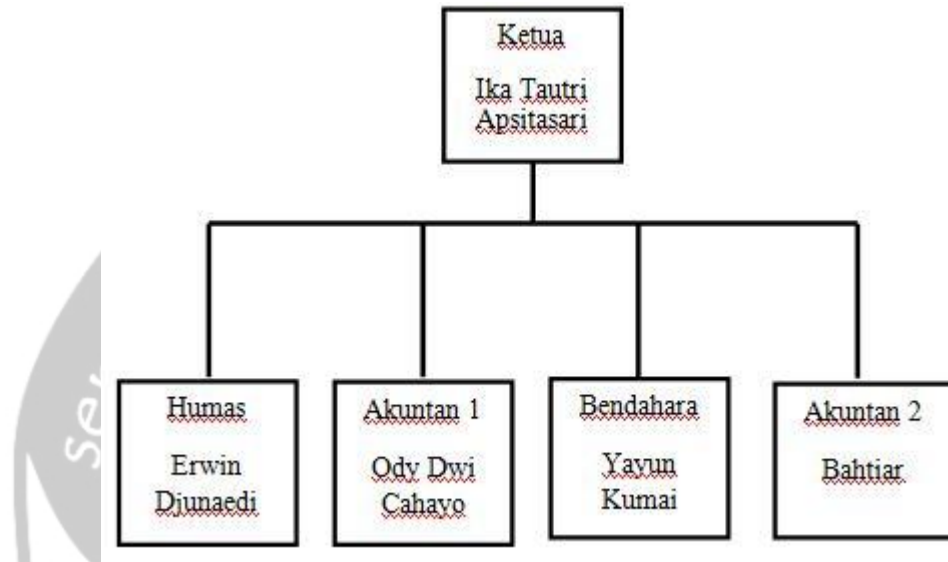 Ketua
Ika Tautri
Apsitasari
Humas
Erwin
Djunaedi
Akuntan 1
Ody Dwi
Cahayo
Bendahara
Yayun
Kumai
Akuntan 2
Bahtiar